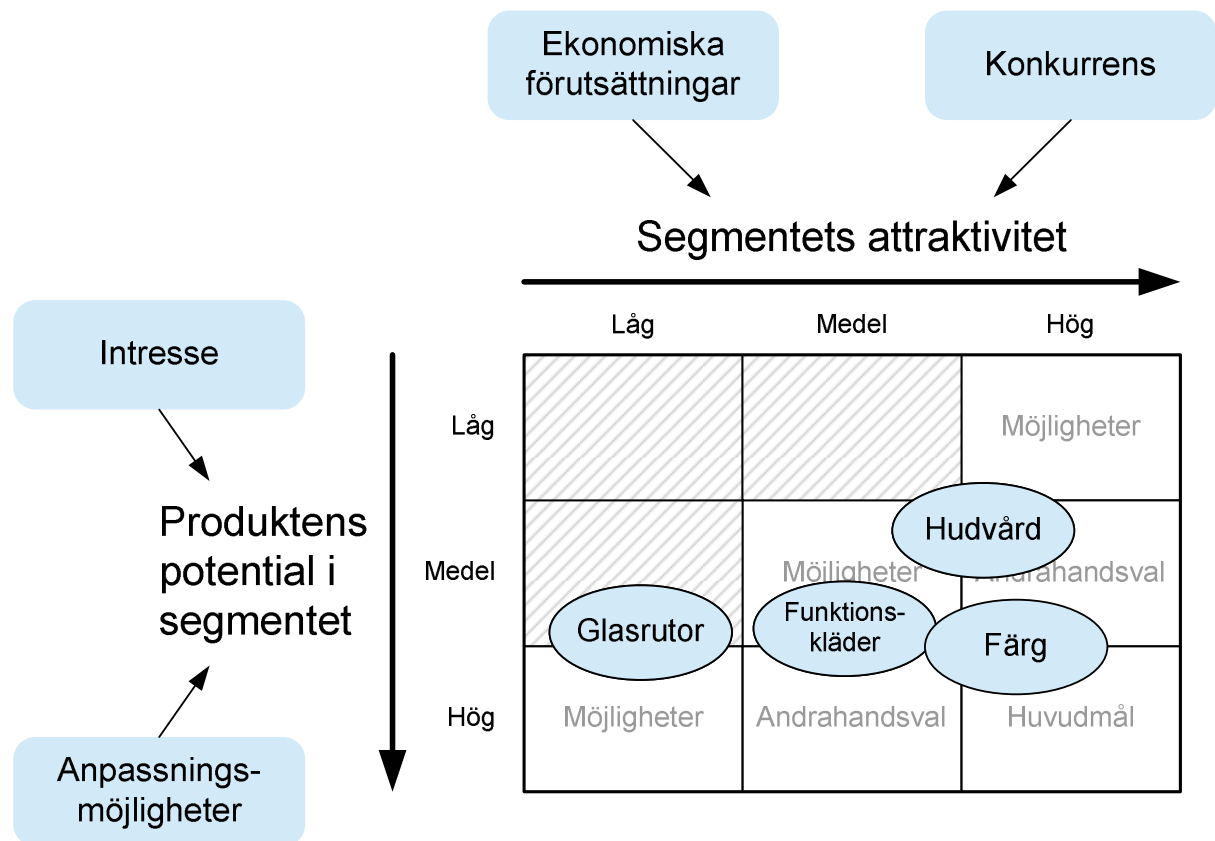 Ekonomiska
förutsättningar
Konkurrens
Segmentets attraktivitet
Låg
Medel
Hög
Intresse
Låg
Möjligheter
Produktens
potential i
segmentet
Hudvård
Medel
Möjligheter
Andrahandsval
Glasrutor
Funktions-
kläder
Färg
Hög
Möjligheter
Andrahandsval
Huvudmål
Anpassnings-
möjligheter